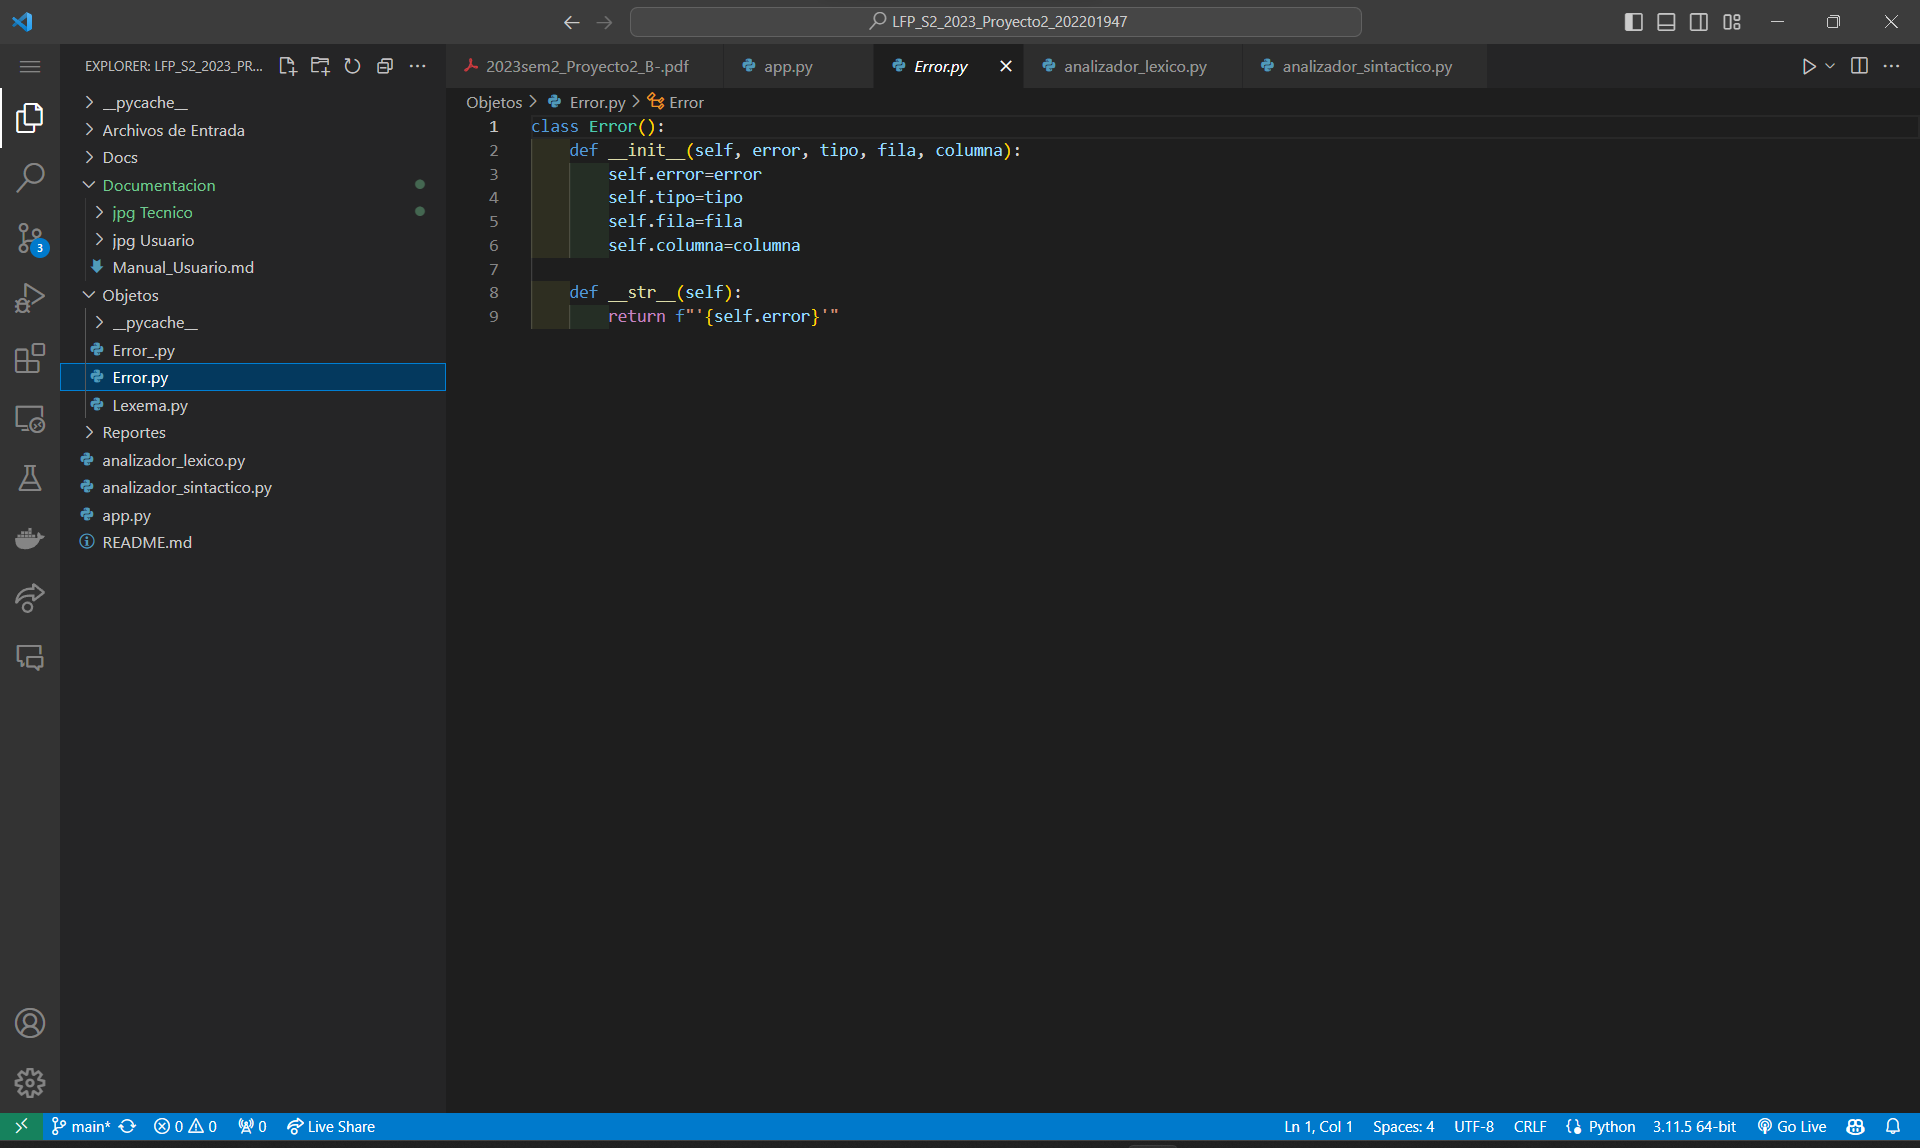 LFP_S2_2023_Proyecto2_202201947
EXPLORER: LFP_S2_2023_PR...
__pycache__
Archivos de Entrada
Docs
Documentacion
jpg Tecnico
jpg Usuario
Manual_Usuario.md
Objetos
__pycache__
Error_.py
Error.py
Lexema.py
Reportes
analizador_lexico.py
analizador_sintactico.py
app.py
README.md
3
2023sem2_Proyecto2_B-.pdf
app.py
Error.py
analizador_lexico.py
analizador_sintactico.py
Objetos > Error.py > Error
1 class Error():
2     def __init__(self, error, tipo, fila, columna):
3         self.error=error
4         self.tipo=tipo
5         self.fila=fila
6         self.columna=columna
7
8     def __str__(self):
9         return f"'{self.error}'"
main* 0 0 0 Live Share Ln 1, Col 1 Spaces: 4 UTF-8 CRLF Python 3.11.5 64-bit Go Live